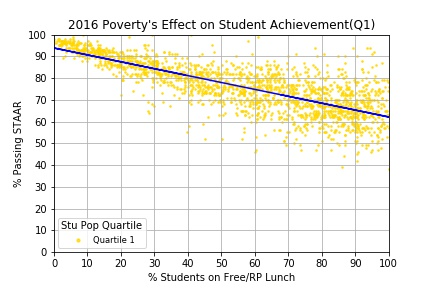 2016 Poverty's Effect on Student Achievement(Q1)
100
90
80
70
60
50
40
30
20
10
0
% Passing STAAR
Stu Pop Quartile
Quartile 1
0 10 20 30 40 50 60 70 80 90 100
% Students on Free/RP Lunch